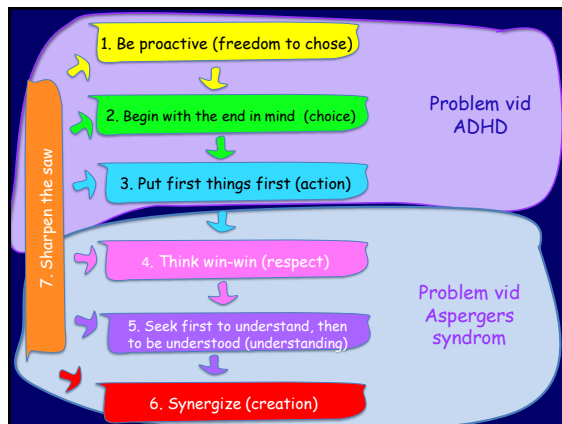 1. Be proactive (freedom to chose)
2. Begin with the end in mind (choice)
Problem vid
ADHD
3. Put first things first (action)
7. Sharpen the saw
4. Think win-win (respect)
Problem vid
Aspergers
syndrom
5. Seek first to understand, then
to be understood (understanding)
6. Synergize (creation)